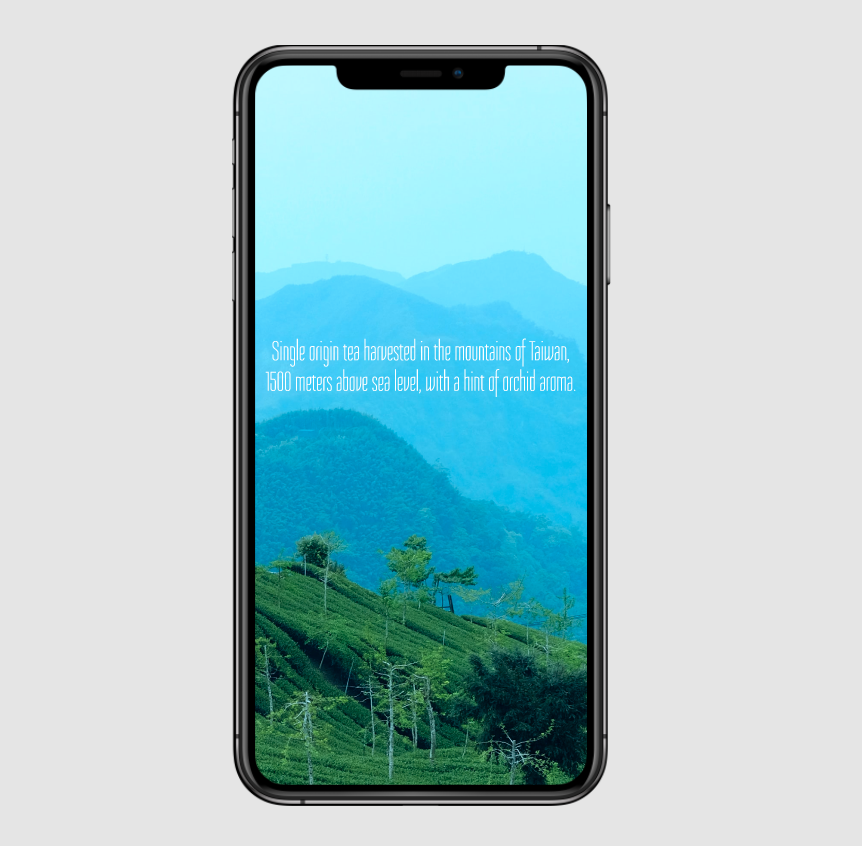 Single origin tea harvested in the mountains of Taiwan,
1500 meters above sea level, with a hint of orchid aroma.